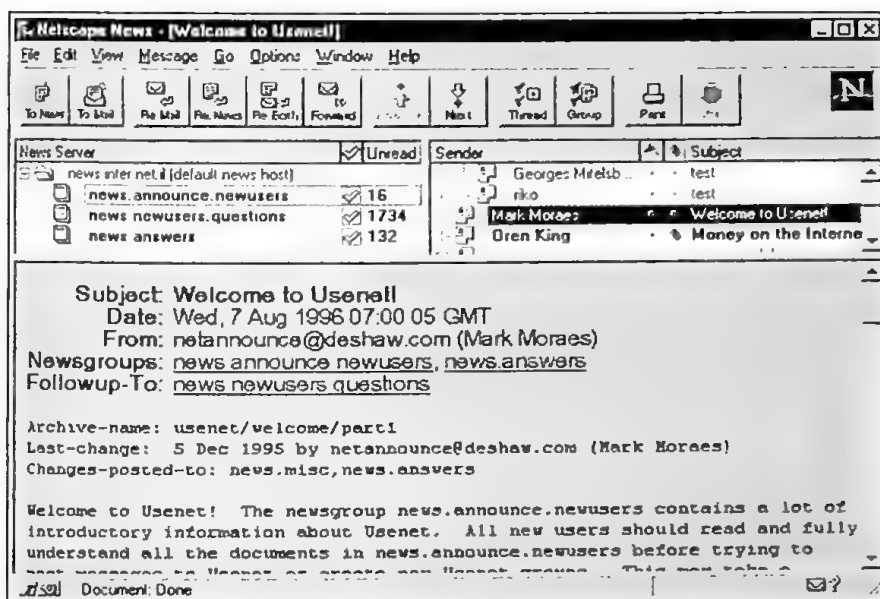 Netscape News - [Welcome to Usenet!]
File Edit View Message Go Options Window Help
To News To Mail Re: Mail Re: News Re: Both Forward Next Thread Group Print
N
News Server Unread Sender Subject
news.inter.net.il (default news host)
news.announce.newusers 16
news newusers.questions 1734
news answers 132
Georges Mitelsb... test
riko test
Mark Moraes Welcome to Usenet!
Oren King Money on the Interne
Subject: Welcome to Usenet!
Date: Wed, 7 Aug 1996 07:00 05 GMT
From: netannounce@deshaw.com (Mark Moraes)
Newsgroups: news announce newusers, news.answers
Followup-To: news newusers questions
Archive-name: usenet/welcome/part1
Last-change: 5 Dec 1995 by netannounce@deshaw.com (Mark Moraes)
Changes-posted-to: news.misc,news.answers
Welcome to Usenet! The newsgroup news.announce.newusers contains a lot of
introductory information about Usenet. All new users should read and fully
understand all the documents in news.announce.newusers before trying to
Document: Done